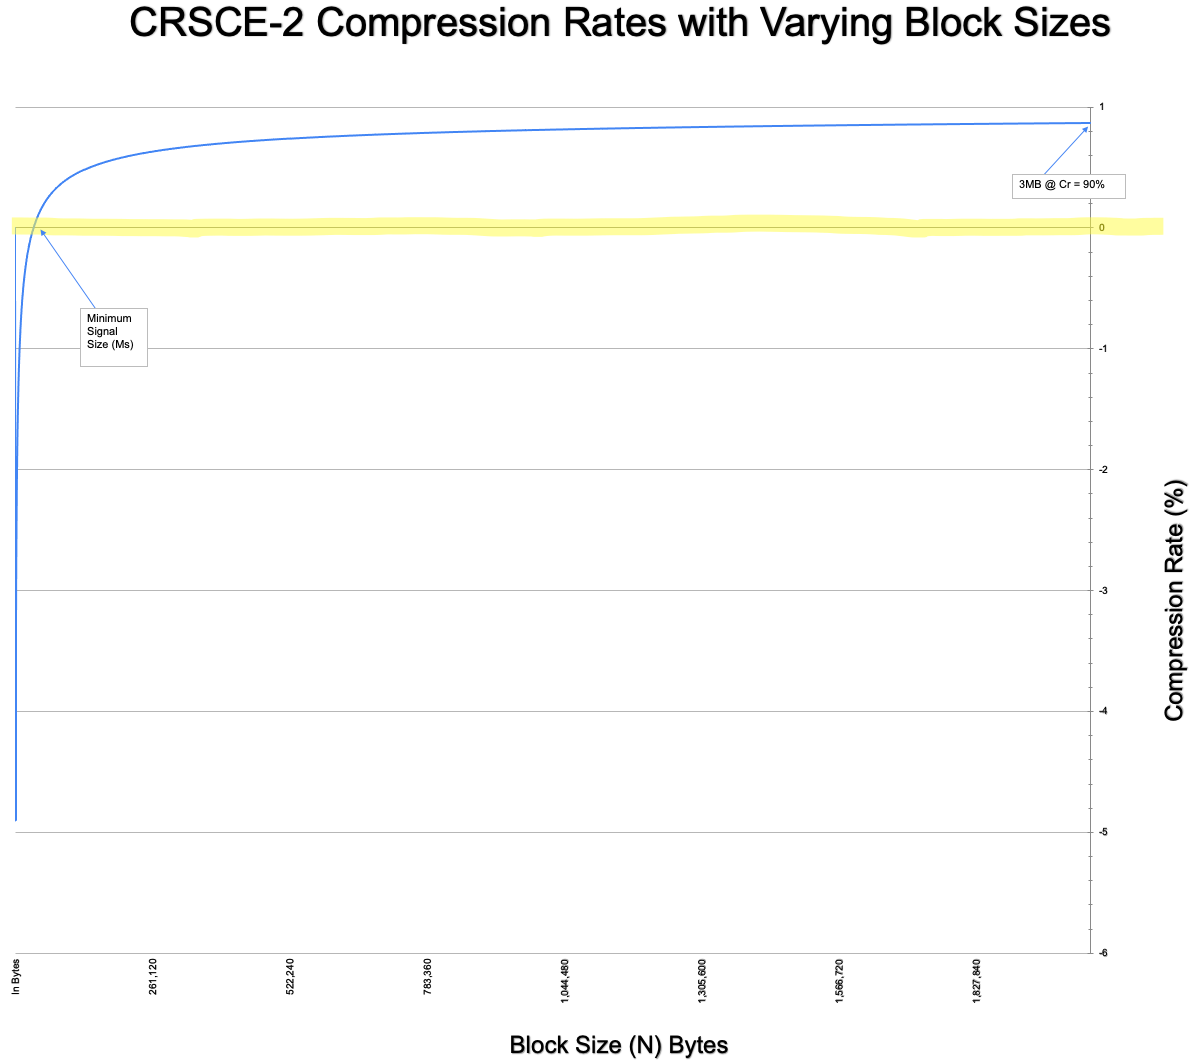 CRSCE-2 Compression Rates with Varying Block Sizes
1
3MB @ Cr = 90%
0
Minimum
Signal
Size (Ms)
-1
-2
-3
-4
-5
-6
Compression Rate (%)
In Bytes
261,120
522,240
783,360
1,044,480
1,305,600
1,566,720
1,827,840
Block Size (N) Bytes